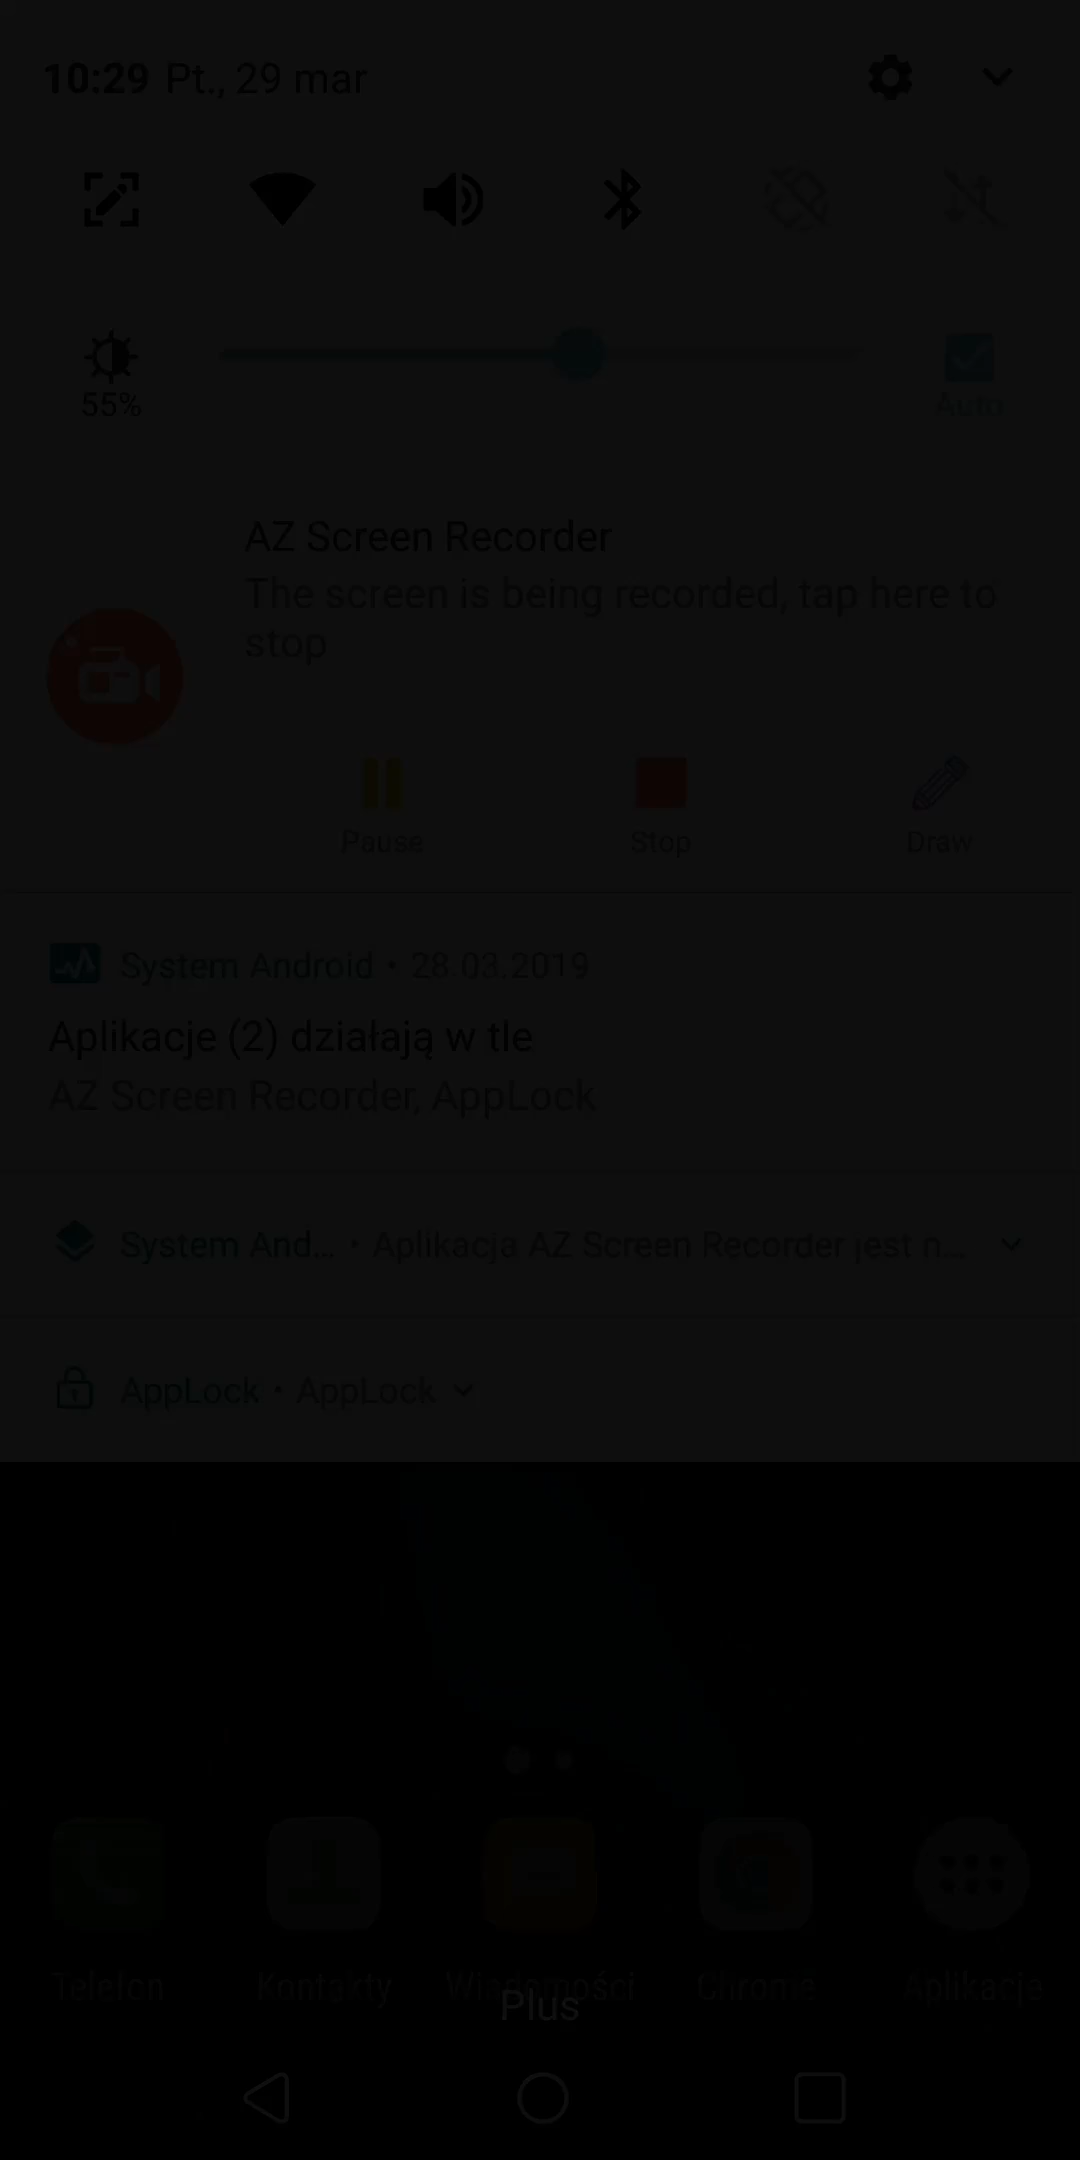 10:29 Pt., 29 mar
55%
Auto
AZ Screen Recorder
The screen is being recorded, tap here to
stop
Pause Stop Draw
System Android • 28.03.2019
Aplikacje (2) działają w tle
AZ Screen Recorder, AppLock
System And... • Aplikacja AZ Screen Recorder jest n...
AppLock • AppLock
Telefon Kontakty Wiadomości Chrome Aplikacje
Plus